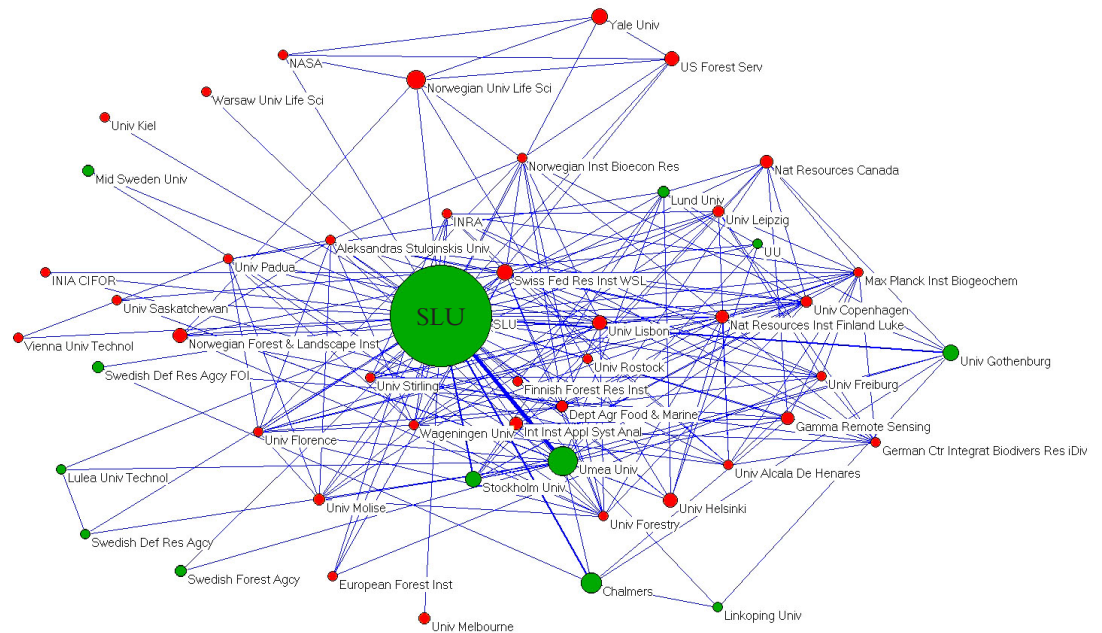 Yale Univ
NASA
US Forest Serv
Norwegian Univ Life Sci
Warsaw Univ Life Sci
Univ Kiel
Norwegian Inst Bioecon Res
Nat Resources Canada
Mid Sweden Univ
Lund Univ
Univ Leipzig
INRA
Aleksandras Stulginskis Univ.
UU
Univ Padua
INIA CIFOR
Swiss Fed Res Inst WSL
Max Planck Inst Biogeochem
Univ Saskatchewan
Univ Copenhagen
SLU
SLU
Univ Lisbon
Nat Resources Inst Finland Luke
Vienna Univ Technol
Norwegian Forest & Landscape Inst
Univ Gothenburg
Univ Rostock
Swedish Def Res Agcy FOI
Univ Stirling
Finnish Forest Res Inst
Univ Freiburg
Dept Agr Food & Marine
Gamma Remote Sensing
Wageningen Univ.
Int Inst Appl Syst Anal
Univ Florence
German Ctr Integrat Biodivers Res iDiv
Umea Univ
Univ Alcala De Henares
Lulea Univ Technol
Stockholm Univ.
Univ Molise
Univ Helsinki
Univ Forestry
Swedish Def Res Agcy
Swedish Forest Agcy
European Forest Inst
Chalmers
Linkoping Univ
Univ Melbourne